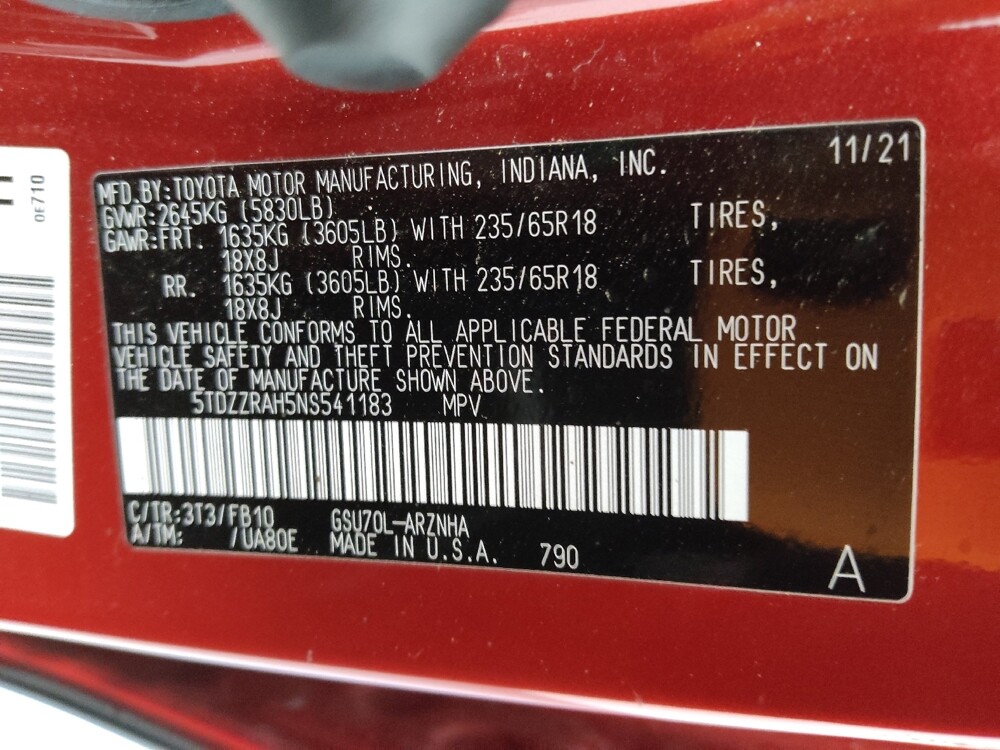 11/21
MFD.BY:TOYOTA MOTOR MANUFACTURING, INDIANA, INC.
GVWR:2645KG (5830LB)
GAWR:FRT. 1635KG (3605LB) WITH 235/65R18 TIRES,
18X8J RIMS.
RR. 1635KG (3605LB) WITH 235/65R18 TIRES,
18X8J RIMS.
THIS VEHICLE CONFORMS TO ALL APPLICABLE FEDERAL MOTOR
VEHICLE SAFETY AND THEFT PREVENTION STANDARDS IN EFFECT ON
THE DATE OF MANUFACTURE SHOWN ABOVE.
5TDZZRAH5NS541183 MPV
C/TR:3T3/FB10 GSU70L-ARZNHA
A/TM: /UA80E MADE IN U.S.A. 790
A
0E710